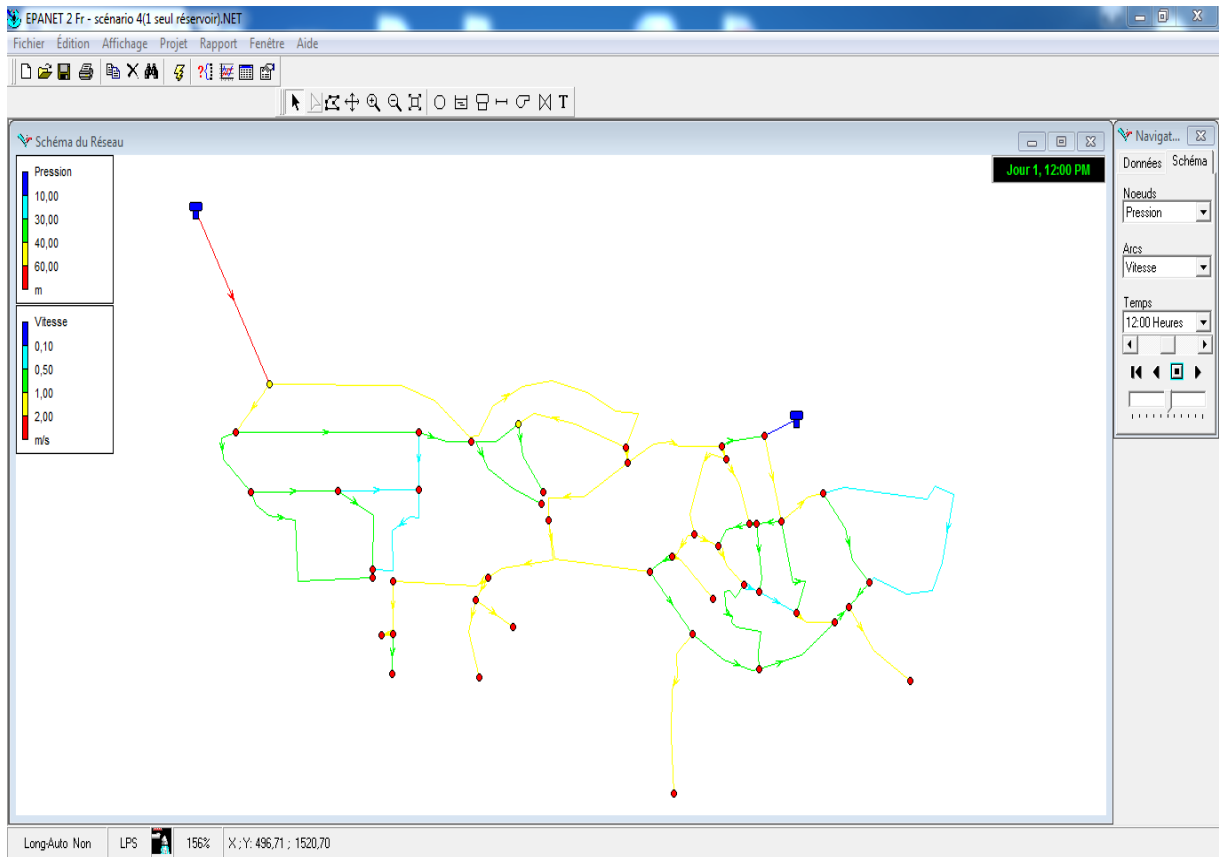 EPANET 2 Fr - scénario 4(1 seul réservoir).NET
Fichier Édition Affichage Projet Rapport Fenêtre Aide
T
Schéma du Réseau
Jour 1, 12:00 PM
Pression
10,00
30,00
40,00
60,00
m
Vitesse
0,10
0,50
1,00
2,00
m/s
Navigat...
Données Schéma
Noeuds
Pression
Arcs
Vitesse
Temps
12:00 Heures
Long-Auto Non LPS 156% X ; Y: 496,71 ; 1520,70